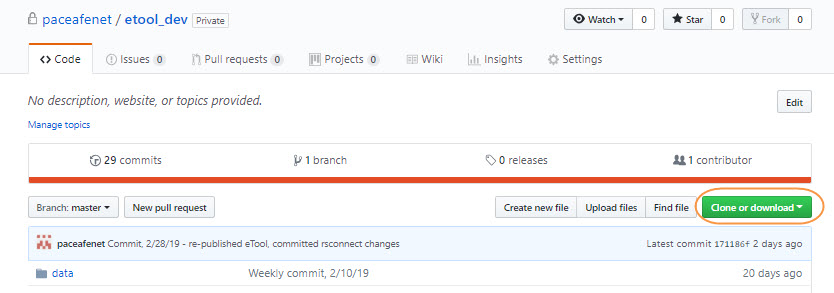 paceafenet / etool_dev Private Watch 0 Star 0 Fork 0
Code Issues 0 Pull requests 0 Projects 0 Wiki Insights Settings
No description, website, or topics provided. Edit
Manage topics
29 commits 1 branch 0 releases 1 contributor
Branch: master New pull request Create new file Upload files Find file Clone or download
paceafenet Commit, 2/28/19 - re-published eTool, committed rsconnect changes Latest commit 171186f 2 days ago
data Weekly commit, 2/10/19 20 days ago